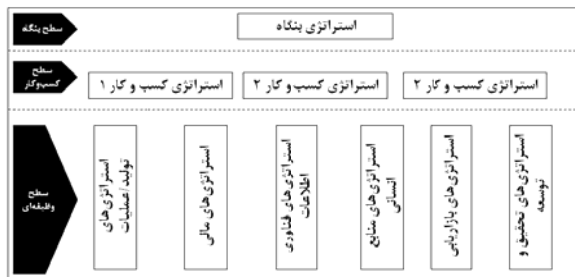 سطح بنگاه
استراتژی بنگاه
سطح
کسب‌وکار
استراتژی کسب و کار ۲
استراتژی کسب و کار ۲
استراتژی کسب و کار ۱
سطح
وظیفه‌ای
استراتژی‌های تحقیق و
توسعه
استراتژی‌های بازاریابی
استراتژی‌های منابع
انسانی
استراتژی‌های فناوری
اطلاعات
استراتژی‌های مالی
استراتژی‌های
تولید/عملیات